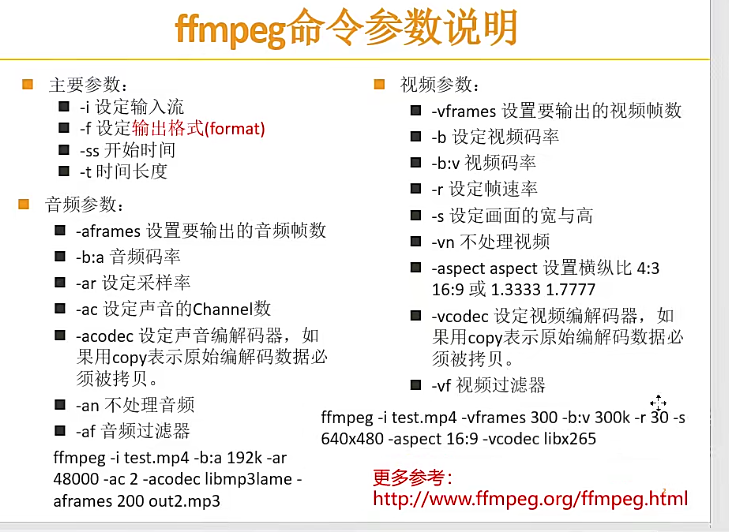 ffmpeg命令参数说明
主要参数：
-i 设定输入流
-f 设定输出格式(format)
-ss 开始时间
-t 时间长度
音频参数：
-aframes 设置要输出的音频帧数
-b:a 音频码率
-ar 设定采样率
-ac 设定声音的Channel数
-acodec 设定声音编解码器，如
果用copy表示原始编解码数据必
须被拷贝。
-an 不处理音频
-af 音频过滤器
ffmpeg -i test.mp4 -b:a 192k -ar
48000 -ac 2 -acodec libmp3lame -
aframes 200 out2.mp3
视频参数：
-vframes 设置要输出的视频帧数
-b 设定视频码率
-b:v 视频码率
-r 设定帧速率
-s 设定画面的宽与高
-vn 不处理视频
-aspect aspect 设置横纵比 4:3
16:9 或 1.3333 1.7777
-vcodec 设定视频编解码器，如
果用copy表示原始编解码数据必
须被拷贝。
-vf 视频过滤器
ffmpeg -i test.mp4 -vframes 300 -b:v 300k -r 30 -s
640x480 -aspect 16:9 -vcodec libx265
更多参考：
http://www.ffmpeg.org/ffmpeg.html